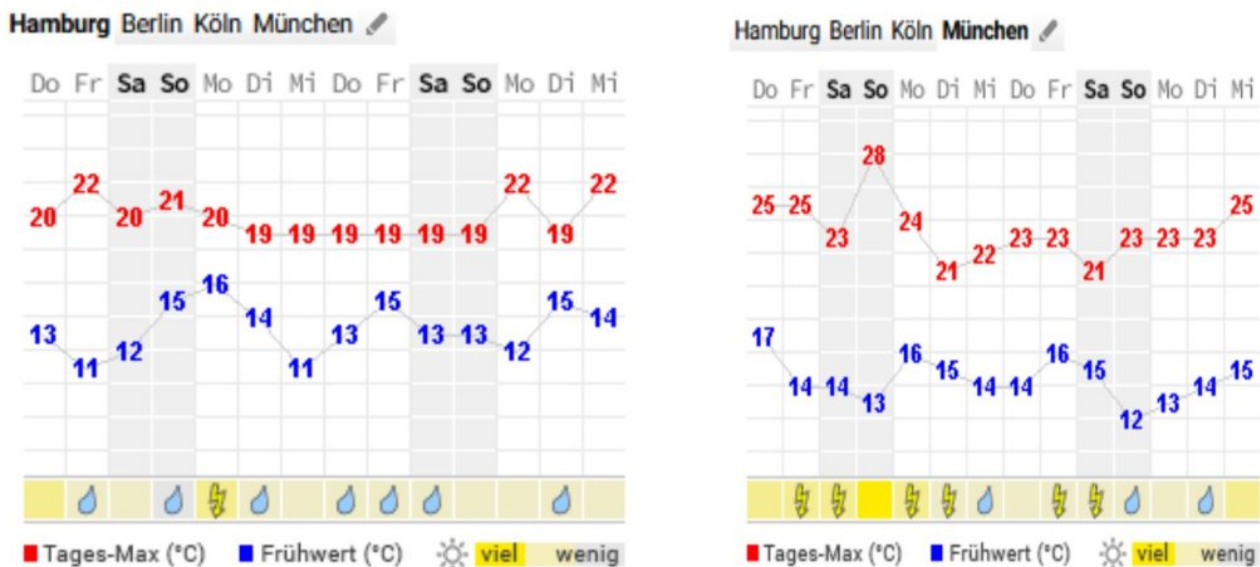 Hamburg Berlin Köln München
Do Fr Sa So Mo Di Mi Do Fr Sa So Mo Di Mi
20 22 20 21 20 19 19 19 19 19 19 22 19 22
13 11 12 15 16 14 11 13 15 13 13 12 15 14
Tages-Max (°C) Frühwert (°C) viel wenig
Hamburg Berlin Köln München
Do Fr Sa So Mo Di Mi Do Fr Sa So Mo Di Mi
25 25 23 28 24 21 22 23 23 21 23 23 23 25
17 14 14 13 16 15 14 14 16 15 12 13 14 15
Tages-Max (°C) Frühwert (°C) viel wenig